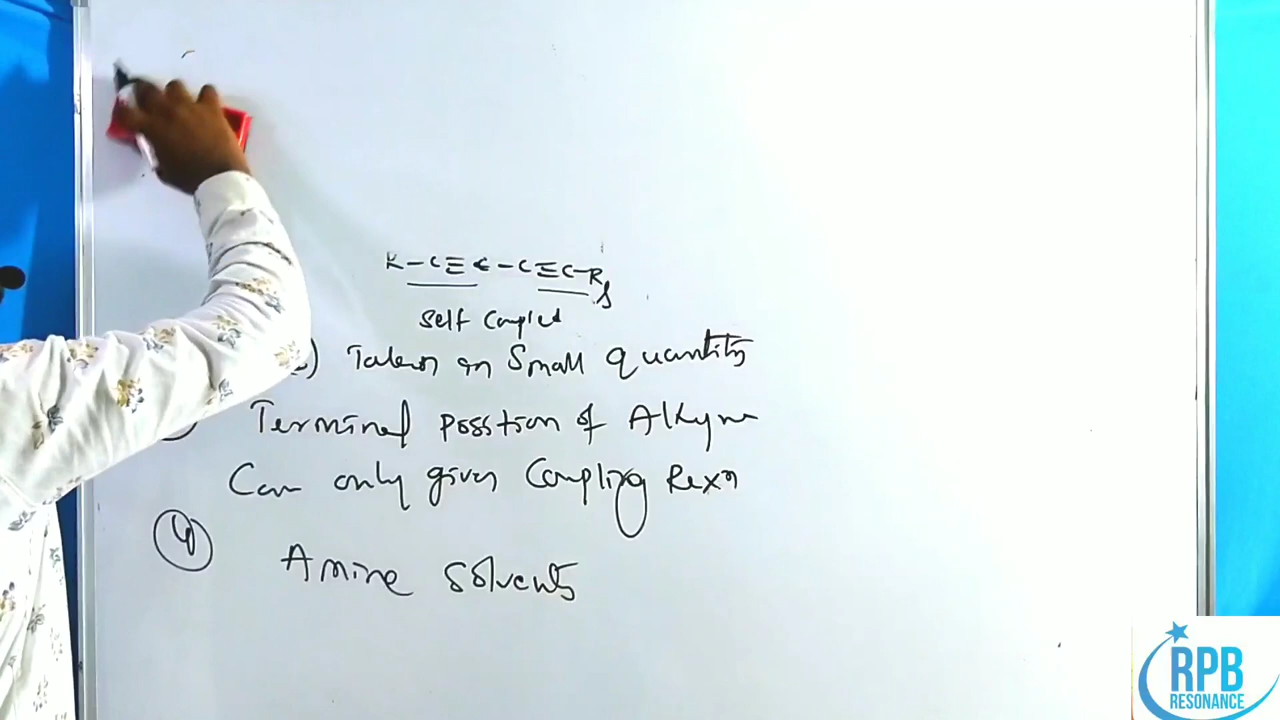 R-C≡C-C≡C-R
Self Coupled
) Taken in Small quantity
Terminal position of Alkyne
Can only given Coupling Rexn
④ Amine solvents
RPB
RESONANCE